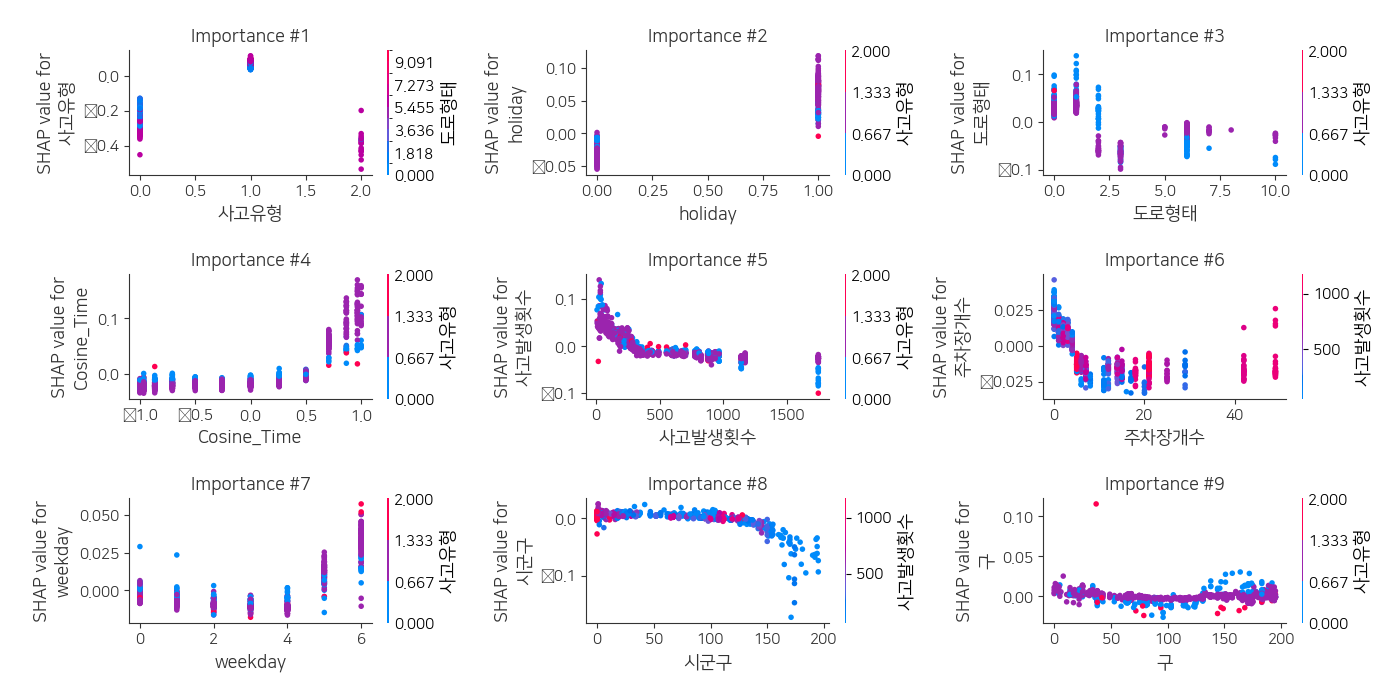 Importance #1
SHAP value for
사고유형
0.0
0.2
0.4
0.0
0.5
1.0
1.5
2.0
사고유형
9.091
7.273
5.455
3.636
1.818
0.000
도로형태
Importance #2
SHAP value for
holiday
0.10
0.05
0.00
0.05
0.00
0.25
0.50
0.75
1.00
holiday
2.000
1.333
0.667
0.000
사고유형
Importance #3
SHAP value for
도로형태
0.1
0.0
0.1
0.0
2.5
5.0
7.5
10.0
도로형태
2.000
1.333
0.667
0.000
사고유형
Importance #4
SHAP value for
Cosine_Time
0.1
0.0
1.0
0.5
0.0
0.5
1.0
Cosine_Time
2.000
1.333
0.667
0.000
사고유형
Importance #5
SHAP value for
사고발생횟수
0.1
0.0
0.1
0
500
1000
1500
사고발생횟수
2.000
1.333
0.667
0.000
사고유형
Importance #6
SHAP value for
주차장개수
0.025
0.000
0.025
0
20
40
주차장개수
1000
500
사고발생횟수
Importance #7
SHAP value for
weekday
0.050
0.025
0.000
0
2
4
6
weekday
2.000
1.333
0.667
0.000
사고유형
Importance #8
SHAP value for
시군구
0.0
0.1
0
50
100
150
200
시군구
1000
500
사고발생횟수
Importance #9
SHAP value for
구
0.10
0.05
0.00
0
50
100
150
200
구
2.000
1.333
0.667
0.000
사고유형